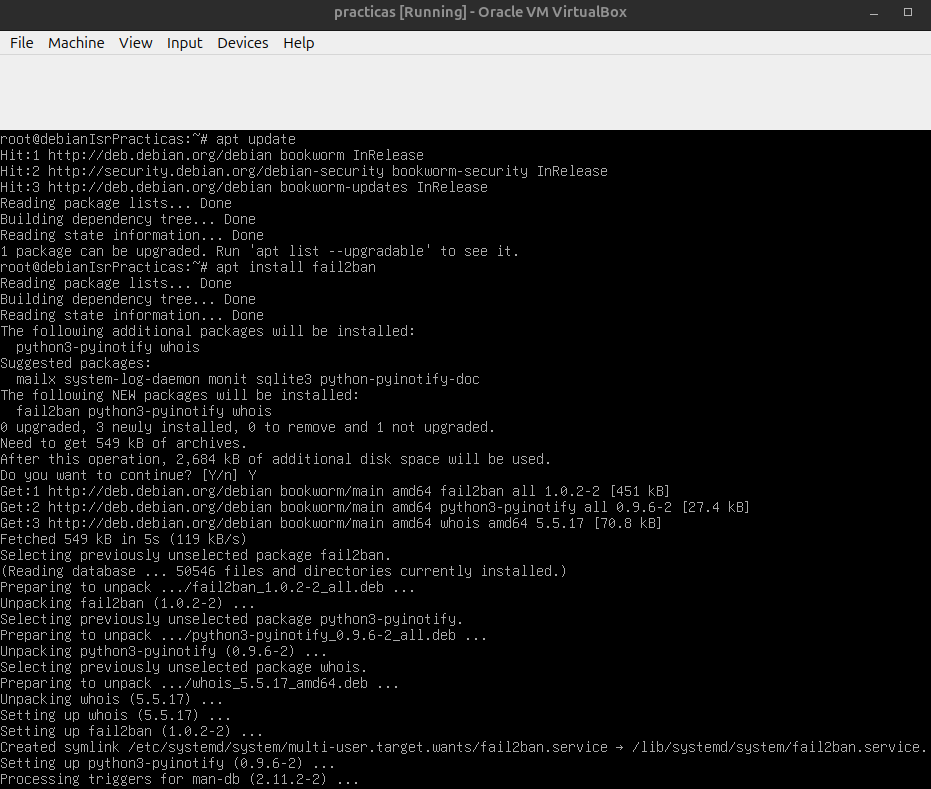 practicas [Running] - Oracle VM VirtualBox
File Machine View Input Devices Help
root@debianIsrPracticas:~# apt update
Hit:1 http://deb.debian.org/debian bookworm InRelease
Hit:2 http://security.debian.org/debian-security bookworm-security InRelease
Hit:3 http://deb.debian.org/debian bookworm-updates InRelease
Reading package lists... Done
Building dependency tree... Done
Reading state information... Done
1 package can be upgraded. Run 'apt list --upgradable' to see it.
root@debianIsrPracticas:~# apt install fail2ban
Reading package lists... Done
Building dependency tree... Done
Reading state information... Done
The following additional packages will be installed:
  python3-pyinotify whois
Suggested packages:
  mailx system-log-daemon monit sqlite3 python-pyinotify-doc
The following NEW packages will be installed:
  fail2ban python3-pyinotify whois
0 upgraded, 3 newly installed, 0 to remove and 1 not upgraded.
Need to get 549 kB of archives.
After this operation, 2,684 kB of additional disk space will be used.
Do you want to continue? [Y/n] Y
Get:1 http://deb.debian.org/debian bookworm/main amd64 fail2ban all 1.0.2-2 [451 kB]
Get:2 http://deb.debian.org/debian bookworm/main amd64 python3-pyinotify all 0.9.6-2 [27.4 kB]
Get:3 http://deb.debian.org/debian bookworm/main amd64 whois amd64 5.5.17 [70.8 kB]
Fetched 549 kB in 5s (119 kB/s)
Selecting previously unselected package fail2ban.
(Reading database ... 50546 files and directories currently installed.)
Preparing to unpack .../fail2ban_1.0.2-2_all.deb ...
Unpacking fail2ban (1.0.2-2) ...
Selecting previously unselected package python3-pyinotify.
Preparing to unpack .../python3-pyinotify_0.9.6-2_all.deb ...
Unpacking python3-pyinotify (0.9.6-2) ...
Selecting previously unselected package whois.
Preparing to unpack .../whois_5.5.17_amd64.deb ...
Unpacking whois (5.5.17) ...
Setting up whois (5.5.17) ...
Setting up fail2ban (1.0.2-2) ...
Created symlink /etc/systemd/system/multi-user.target.wants/fail2ban.service → /lib/systemd/system/fail2ban.service.
Setting up python3-pyinotify (0.9.6-2) ...
Processing triggers for man-db (2.11.2-2) ...